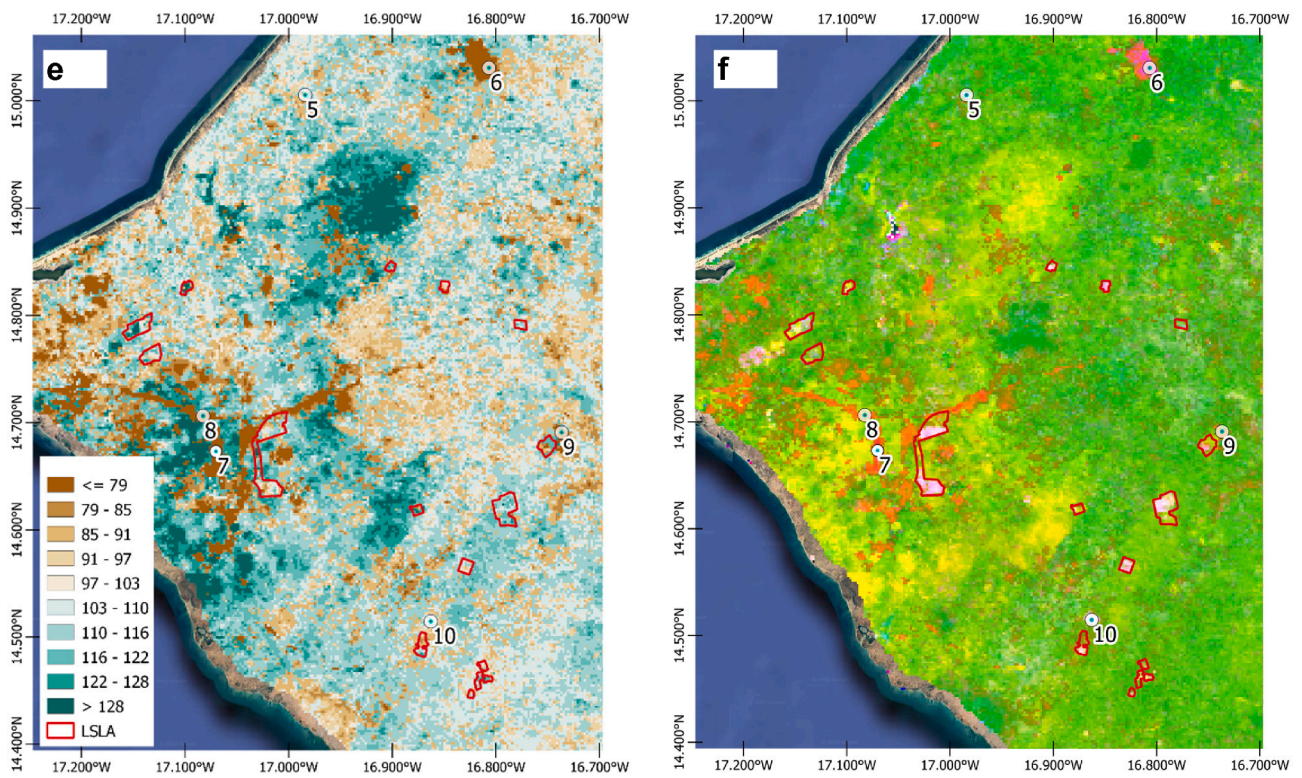 17.200°W 17.100°W 17.000°W 16.900°W 16.800°W 16.700°W
17.200°W 17.100°W 17.000°W 16.900°W 16.800°W 16.700°W
e
f
6
6
5
5
15.000°N
15.000°N
14.900°N
14.900°N
14.800°N
14.800°N
14.700°N
14.700°N
8
9
8
9
7
7
14.600°N
14.600°N
10
10
14.500°N
14.500°N
14.400°N
14.400°N
<= 79
79 - 85
85 - 91
91 - 97
97 - 103
103 - 110
110 - 116
116 - 122
122 - 128
> 128
LSLA
17.200°W 17.100°W 17.000°W 16.900°W 16.800°W 16.700°W
17.200°W 17.100°W 17.000°W 16.900°W 16.800°W 16.700°W